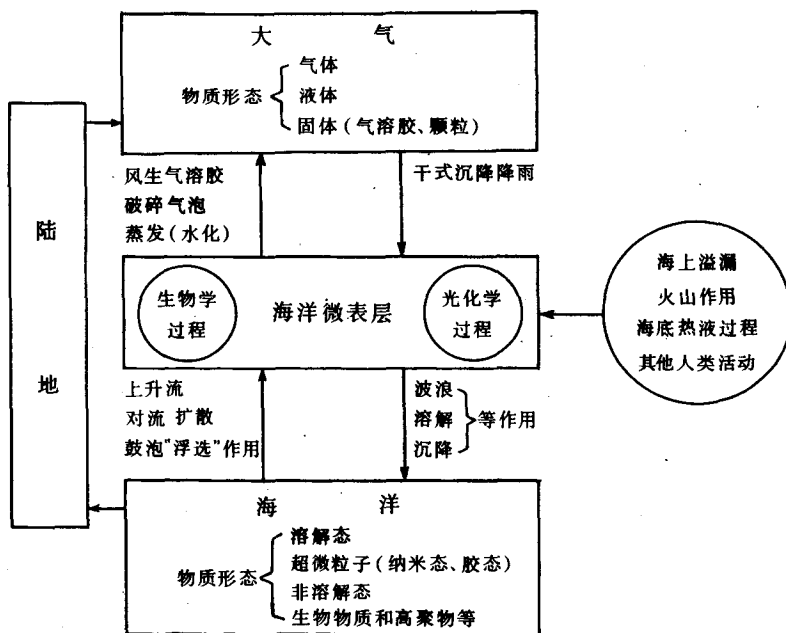 大 气
物质形态
气体
液体
固体(气溶胶、颗粒)
陆
地
风生气溶胶
破碎气泡
蒸发(水化)
干式沉降降雨
生物学
过程
海洋微表层
光化学
过程
海上溢漏
火山作用
海底热液过程
其他人类活动
上升流
对流 扩散
鼓泡"浮选"作用
波浪
溶解
沉降
等作用
海 洋
物质形态
溶解态
超微粒子(纳米态、胶态)
非溶解态
生物物质和高聚物等